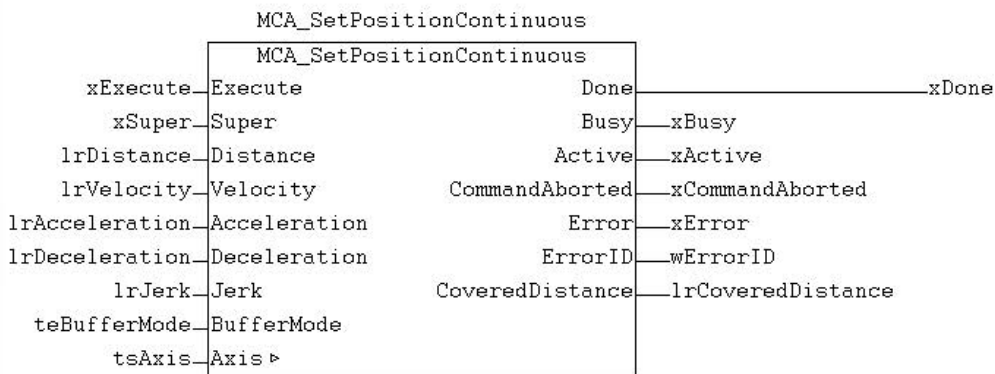 MCA_SetPositionContinuous
MCA_SetPositionContinuous
xExecute Execute Done xDone
xSuper Super Busy xBusy
lrDistance Distance Active xActive
lrVelocity Velocity CommandAborted xCommandAborted
lrAcceleration Acceleration Error xError
lrDeceleration Deceleration ErrorID wErrorID
lrJerk Jerk CoveredDistance lrCoveredDistance
teBufferMode BufferMode
tsAxis Axis